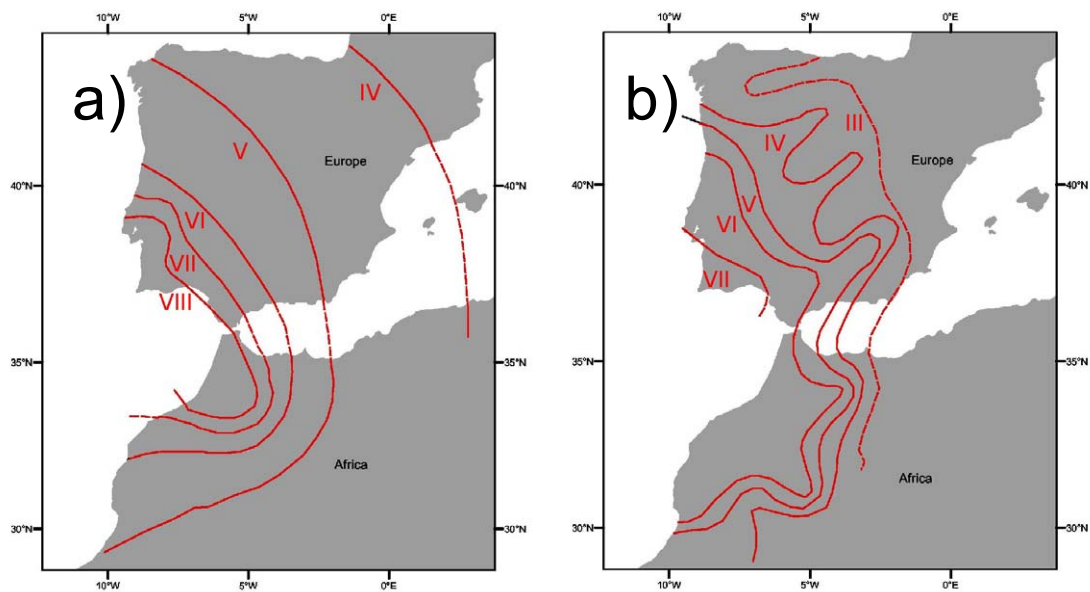 10°W 5°W 0°E
a)
IV
V
Europe
40°N 40°N
VI
VII
VIII
35°N 35°N
Africa
30°N 30°N
10°W 5°W 0°E
10°W 5°W 0°E
b)
III
IV
Europe
40°N 40°N
V
VI
VII
35°N 35°N
Africa
30°N 30°N
10°W 5°W 0°E